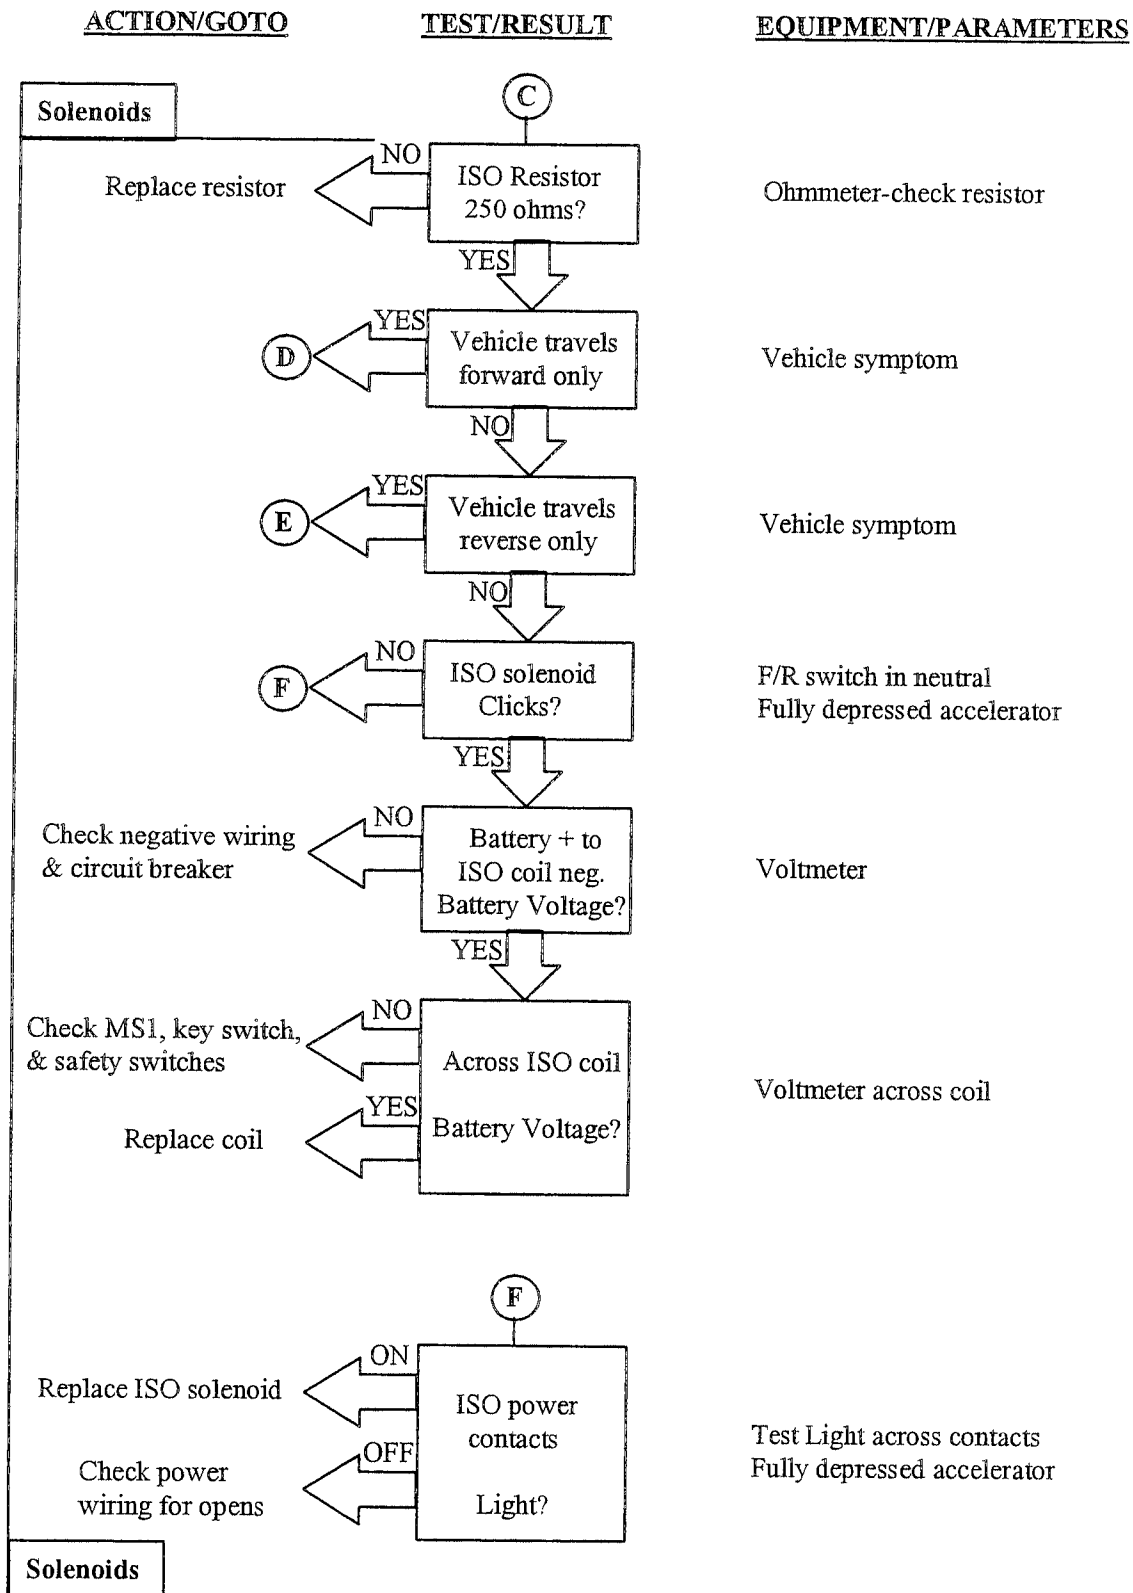 ACTION/GOTO TEST/RESULT EQUIPMENT/PARAMETERS
C
Solenoids
NO
Replace resistor
ISO Resistor
250 ohms?
Ohmmeter-check resistor
YES
YES
D
Vehicle travels
forward only
Vehicle symptom
NO
YES
E
Vehicle travels
reverse only
Vehicle symptom
NO
NO
F
ISO solenoid
Clicks?
F/R switch in neutral
Fully depressed accelerator
YES
NO
Check negative wiring
& circuit breaker
Battery + to
ISO coil neg.
Battery Voltage?
Voltmeter
YES
NO
Check MS1, key switch,
& safety switches
YES
Replace coil
Across ISO coil
Battery Voltage?
Voltmeter across coil
F
ON
Replace ISO solenoid
OFF
Check power
wiring for opens
ISO power
contacts
Light?
Test Light across contacts
Fully depressed accelerator
Solenoids